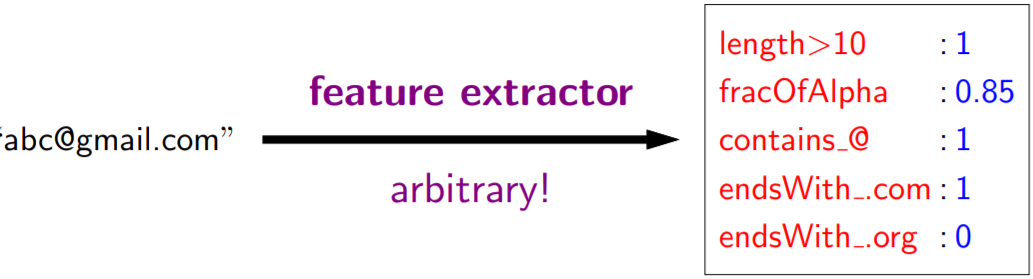 "abc@gmail.com"
feature extractor
arbitrary!
length>10 : 1
fracOfAlpha : 0.85
contains_@ : 1
endsWith_.com : 1
endsWith_.org : 0